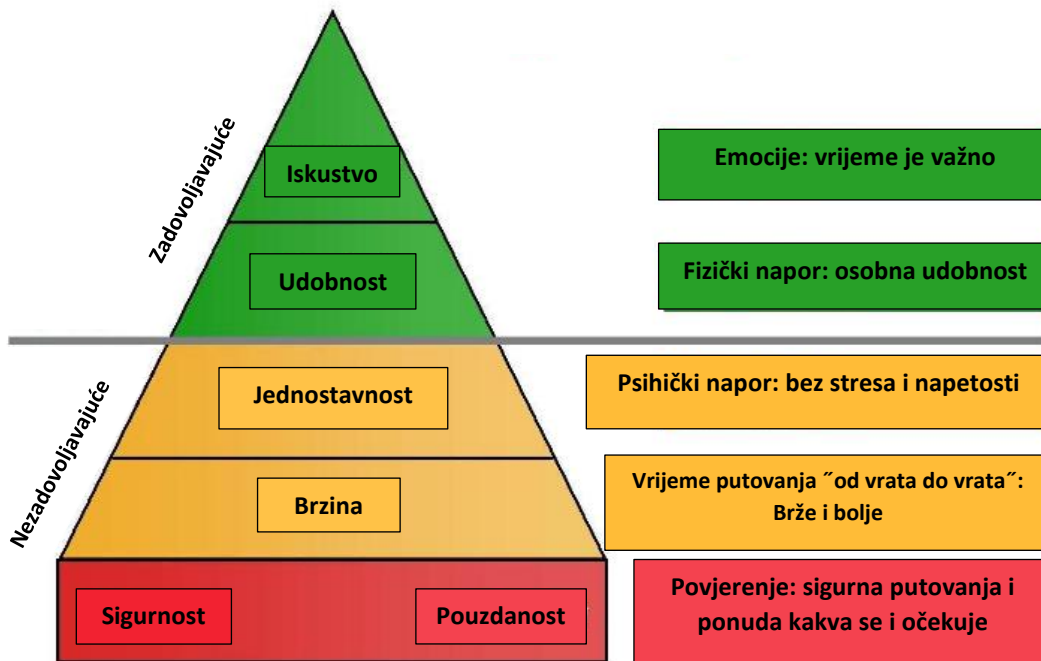 Zadovoljavajuće
Iskustvo
Emocije: vrijeme je važno
Udobnost
Fizički napor: osobna udobnost
Nezadovoljavajuće
Jednostavnost
Psihički napor: bez stresa i napetosti
Brzina
Vrijeme putovanja ˝od vrata do vrata˝:
Brže i bolje
Sigurnost
Pouzdanost
Povjerenje: sigurna putovanja i
ponuda kakva se i očekuje